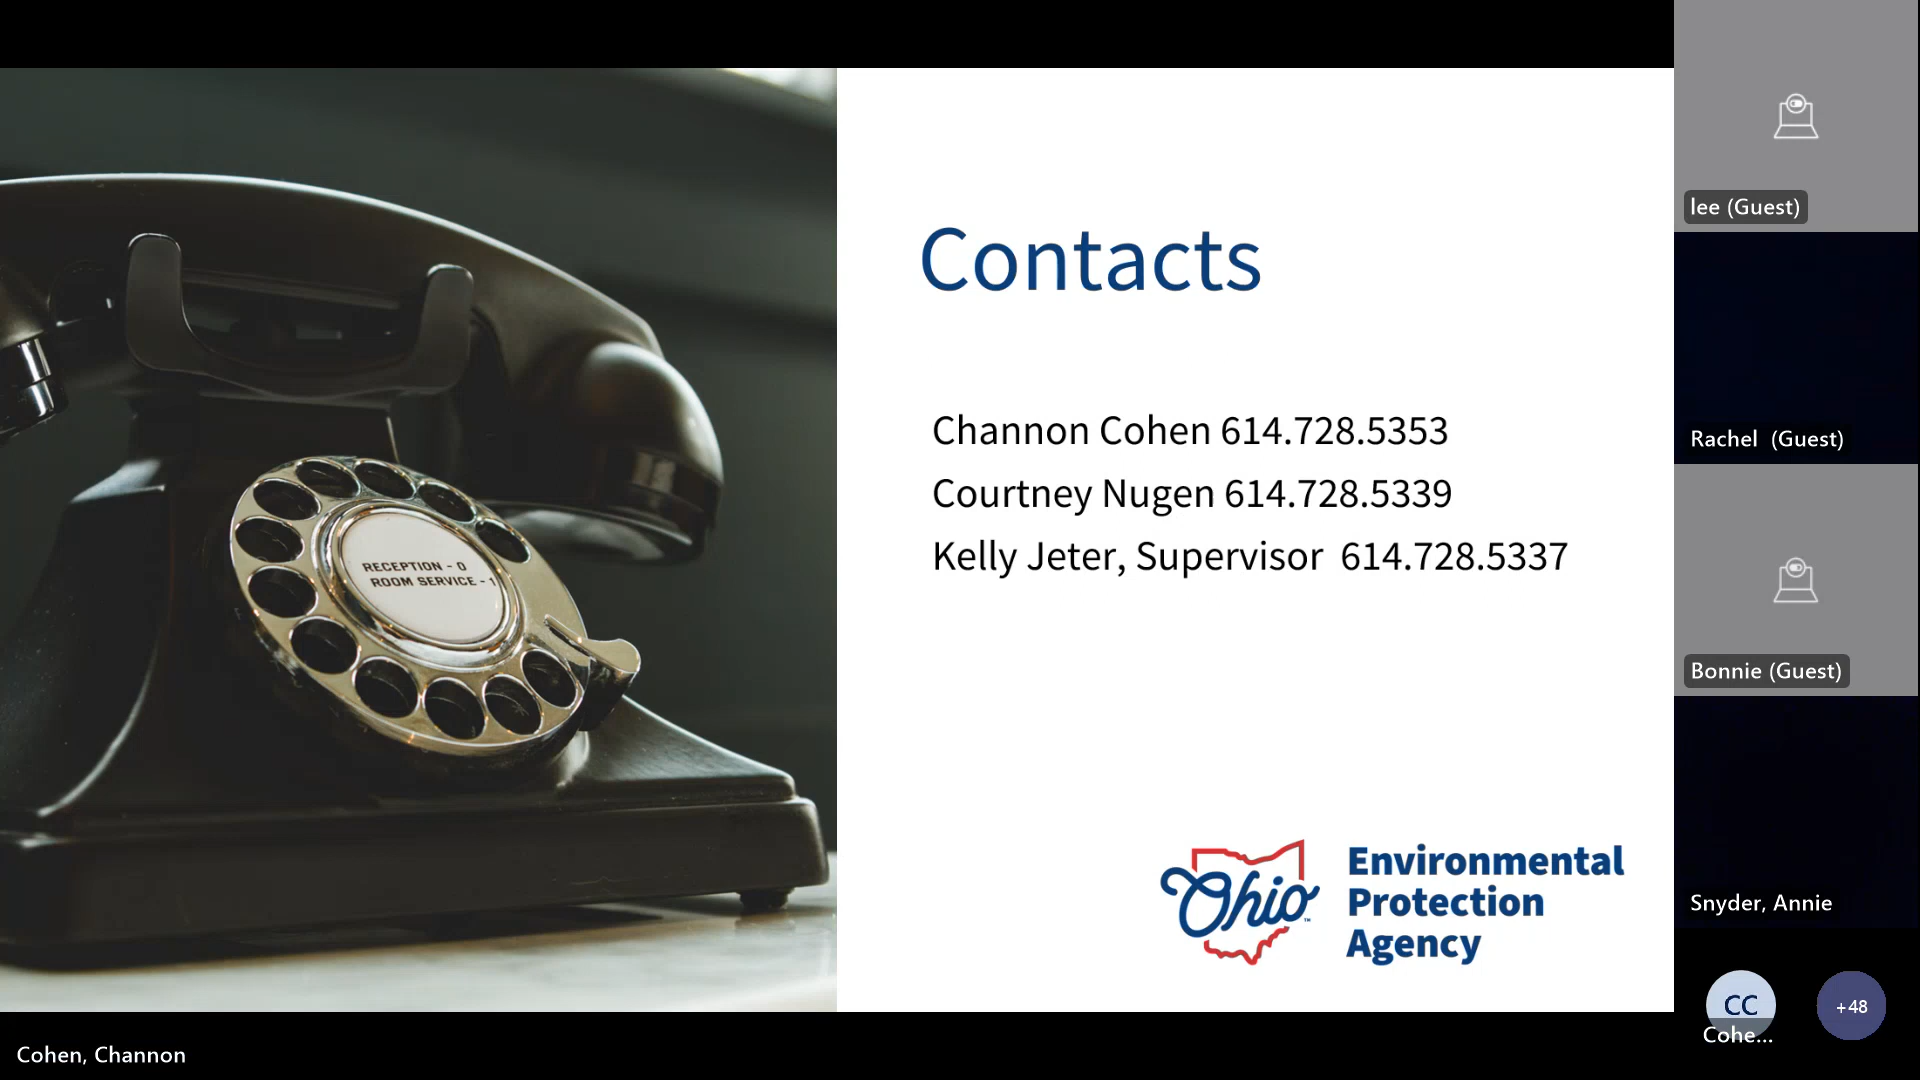 Contacts
Channon Cohen 614.728.5353
Courtney Nugen 614.728.5339
Kelly Jeter, Supervisor 614.728.5337
RECEPTION - 0
ROOM SERVICE - 1
Ohio™
Environmental
Protection
Agency
lee (Guest)
Rachel (Guest)
Bonnie (Guest)
Snyder, Annie
CC
Cohe...
+48
Cohen, Channon